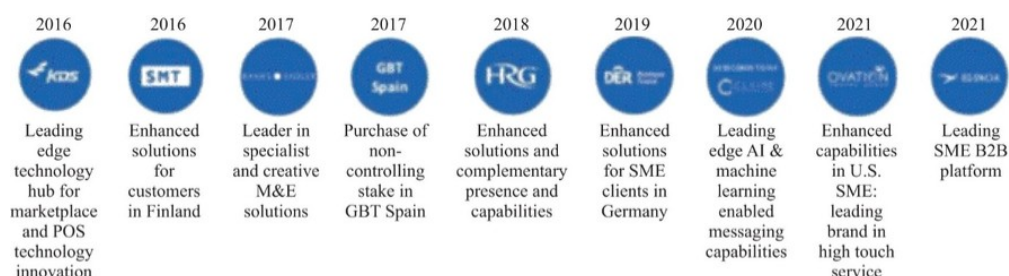 2016
KDS
Leading
edge
technology
hub for
marketplace
and POS
technology
innovation
2016
SMT
Enhanced
solutions
for
customers
in Finland
2017
Leader in
specialist
and creative
M&E
solutions
2017
GBT
Spain
Purchase of
non-
controlling
stake in
GBT Spain
2018
HRG
Enhanced
solutions and
complementary
presence and
capabilities
2019
DER
Enhanced
solutions
for SME
clients in
Germany
2020
Leading
edge AI &
machine
learning
enabled
messaging
capabilities
2021
OVATION
Enhanced
capabilities
in U.S.
SME:
leading
brand in
high touch
service
2021
EGENCIA
Leading
SME B2B
platform